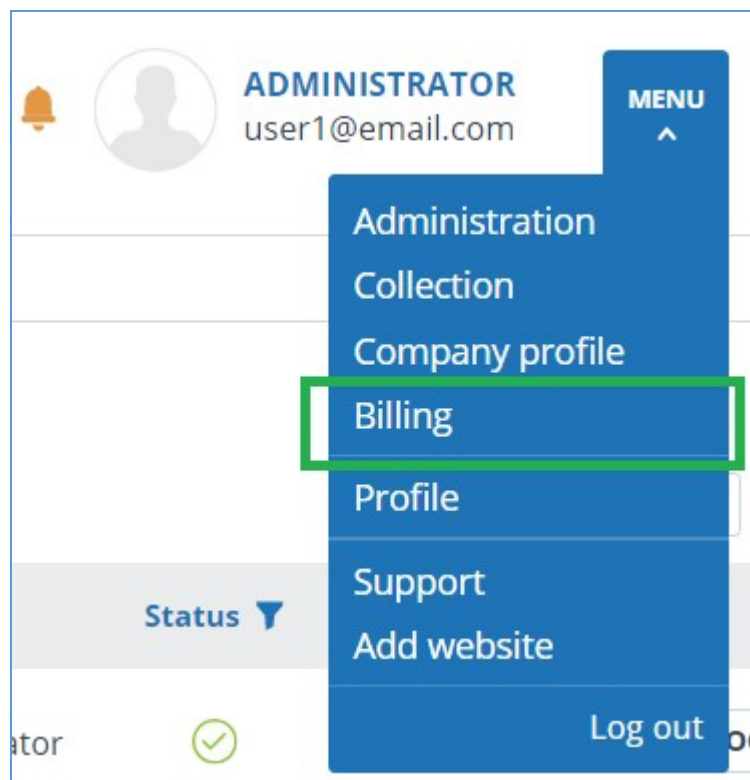 ADMINISTRATOR
user1@email.com
MENU
Administration
Collection
Company profile
Billing
Profile
Support
Status
Add website
Log out